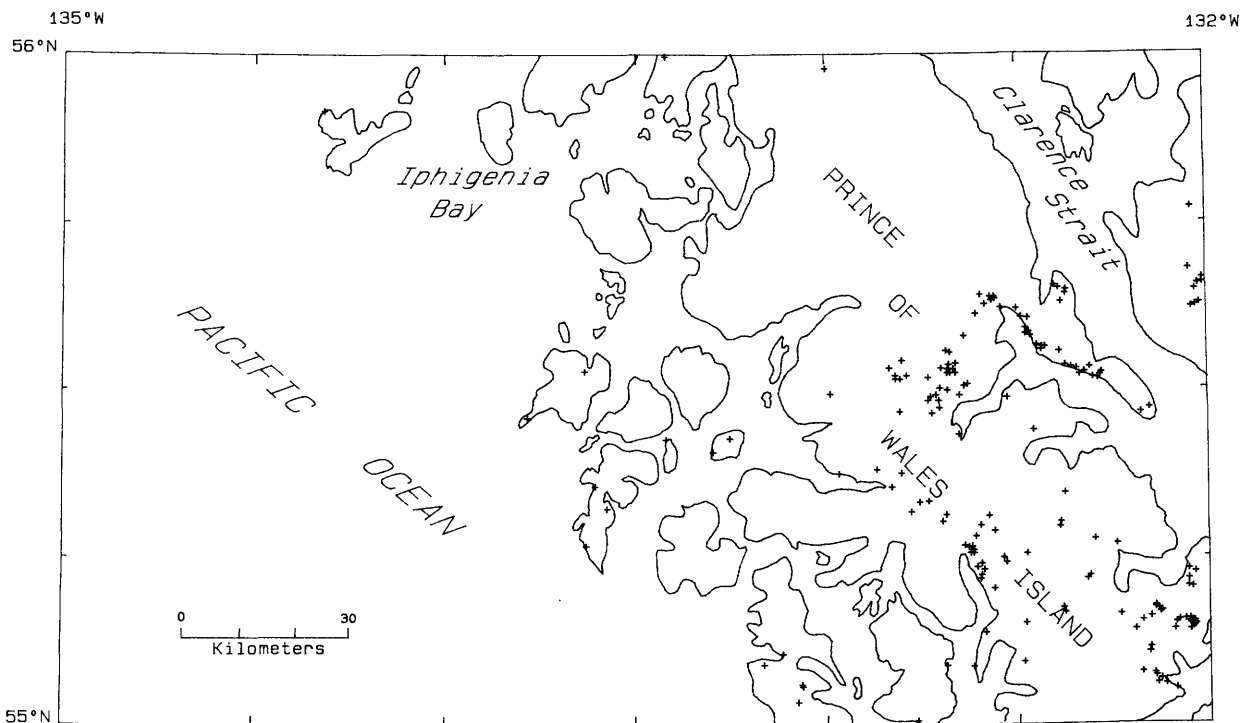 135°W
132°W
56°N
Clarence
Strait
Iphigenia
Bay
PRINCE
OF
WALES
ISLAND
PACIFIC
OCEAN
0 30
Kilometers
55°N